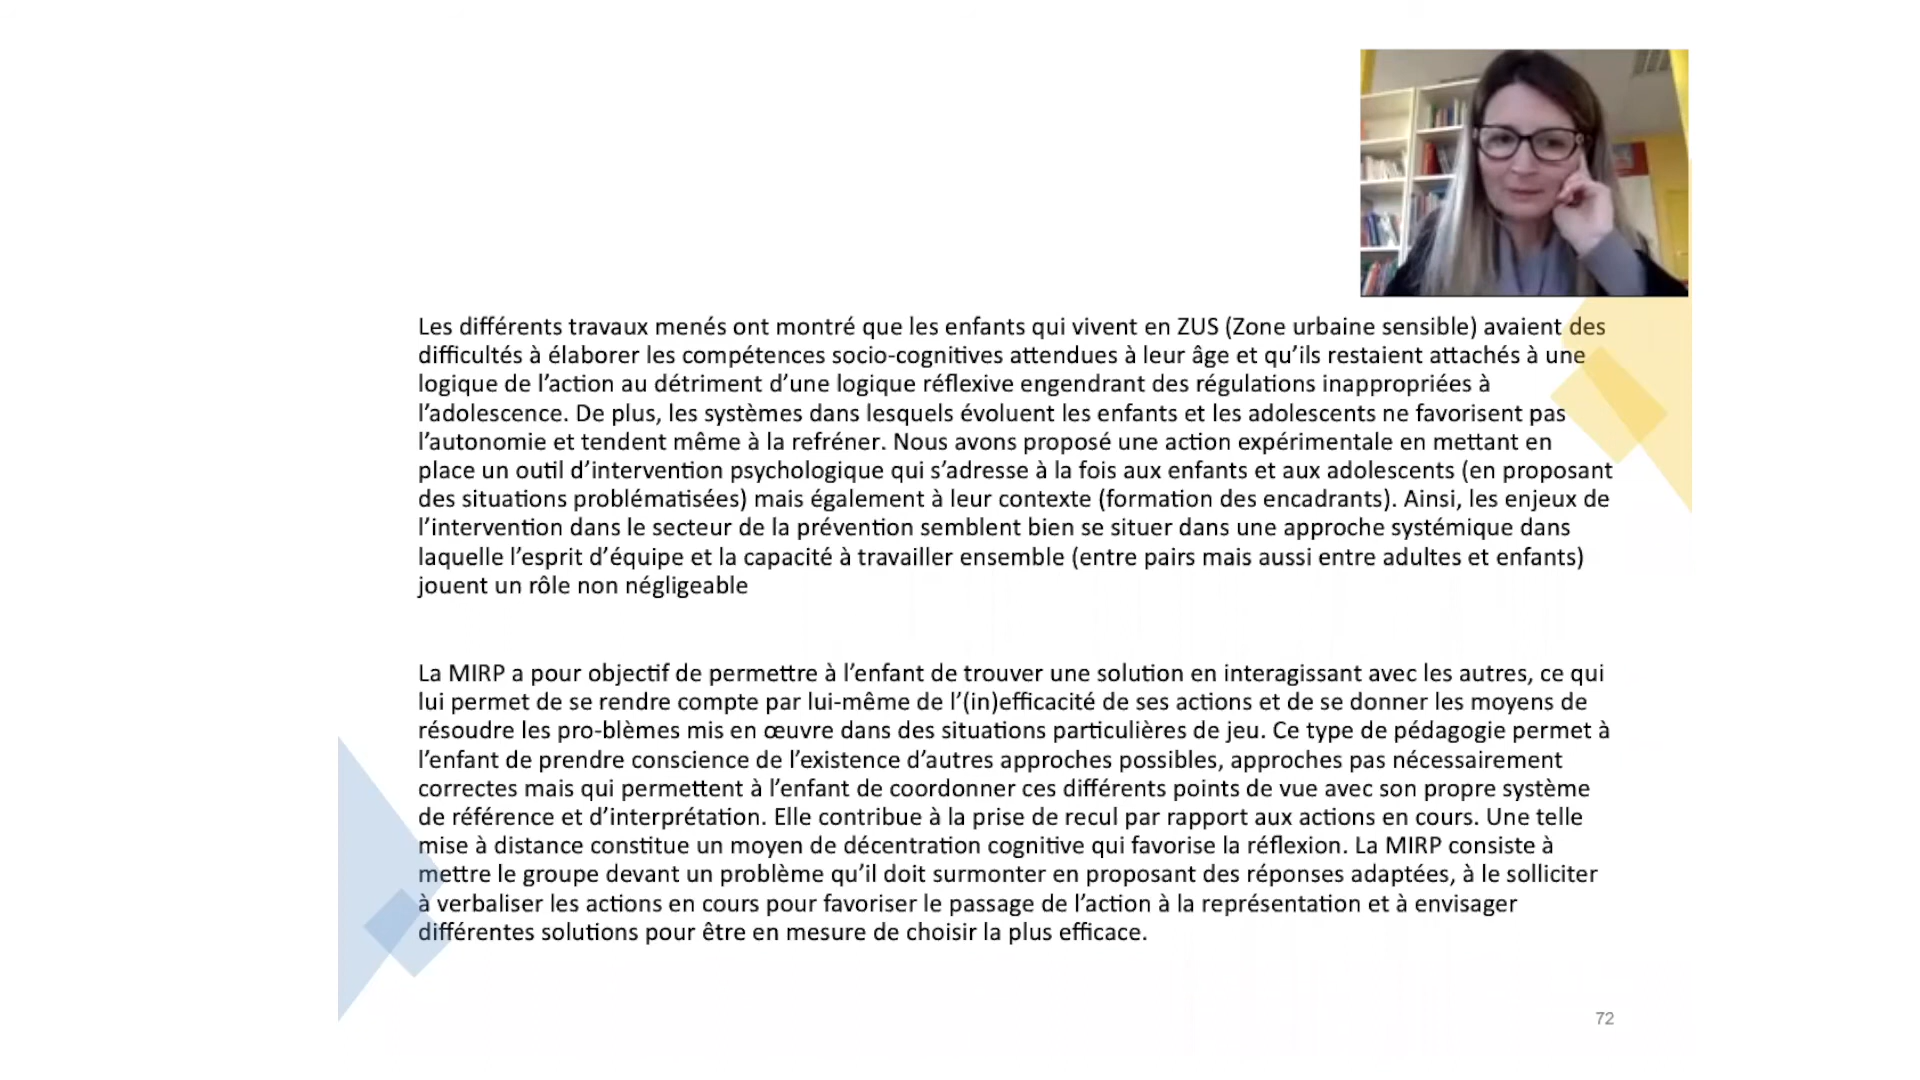 Les différents travaux menés ont montré que les enfants qui vivent en ZUS (Zone urbaine sensible) avaient des
difficultés à élaborer les compétences socio-cognitives attendues à leur âge et qu’ils restaient attachés à une
logique de l’action au détriment d’une logique réflexive engendrant des régulations inappropriées à
l’adolescence. De plus, les systèmes dans lesquels évoluent les enfants et les adolescents ne favorisent pas
l’autonomie et tendent même à la refréner. Nous avons proposé une action expérimentale en mettant en
place un outil d’intervention psychologique qui s’adresse à la fois aux enfants et aux adolescents (en proposant
des situations problématisées) mais également à leur contexte (formation des encadrants). Ainsi, les enjeux de
l’intervention dans le secteur de la prévention semblent bien se situer dans une approche systémique dans
laquelle l’esprit d’équipe et la capacité à travailler ensemble (entre pairs mais aussi entre adultes et enfants)
jouent un rôle non négligeable
La MIRP a pour objectif de permettre à l’enfant de trouver une solution en interagissant avec les autres, ce qui
lui permet de se rendre compte par lui-même de l’(in)efficacité de ses actions et de se donner les moyens de
résoudre les pro-blèmes mis en œuvre dans des situations particulières de jeu. Ce type de pédagogie permet à
l’enfant de prendre conscience de l’existence d’autres approches possibles, approches pas nécessairement
correctes mais qui permettent à l’enfant de coordonner ces différents points de vue avec son propre système
de référence et d’interprétation. Elle contribue à la prise de recul par rapport aux actions en cours. Une telle
mise à distance constitue un moyen de décentration cognitive qui favorise la réflexion. La MIRP consiste à
mettre le groupe devant un problème qu’il doit surmonter en proposant des réponses adaptées, à le solliciter
à verbaliser les actions en cours pour favoriser le passage de l’action à la représentation et à envisager
différentes solutions pour être en mesure de choisir la plus efficace.
72